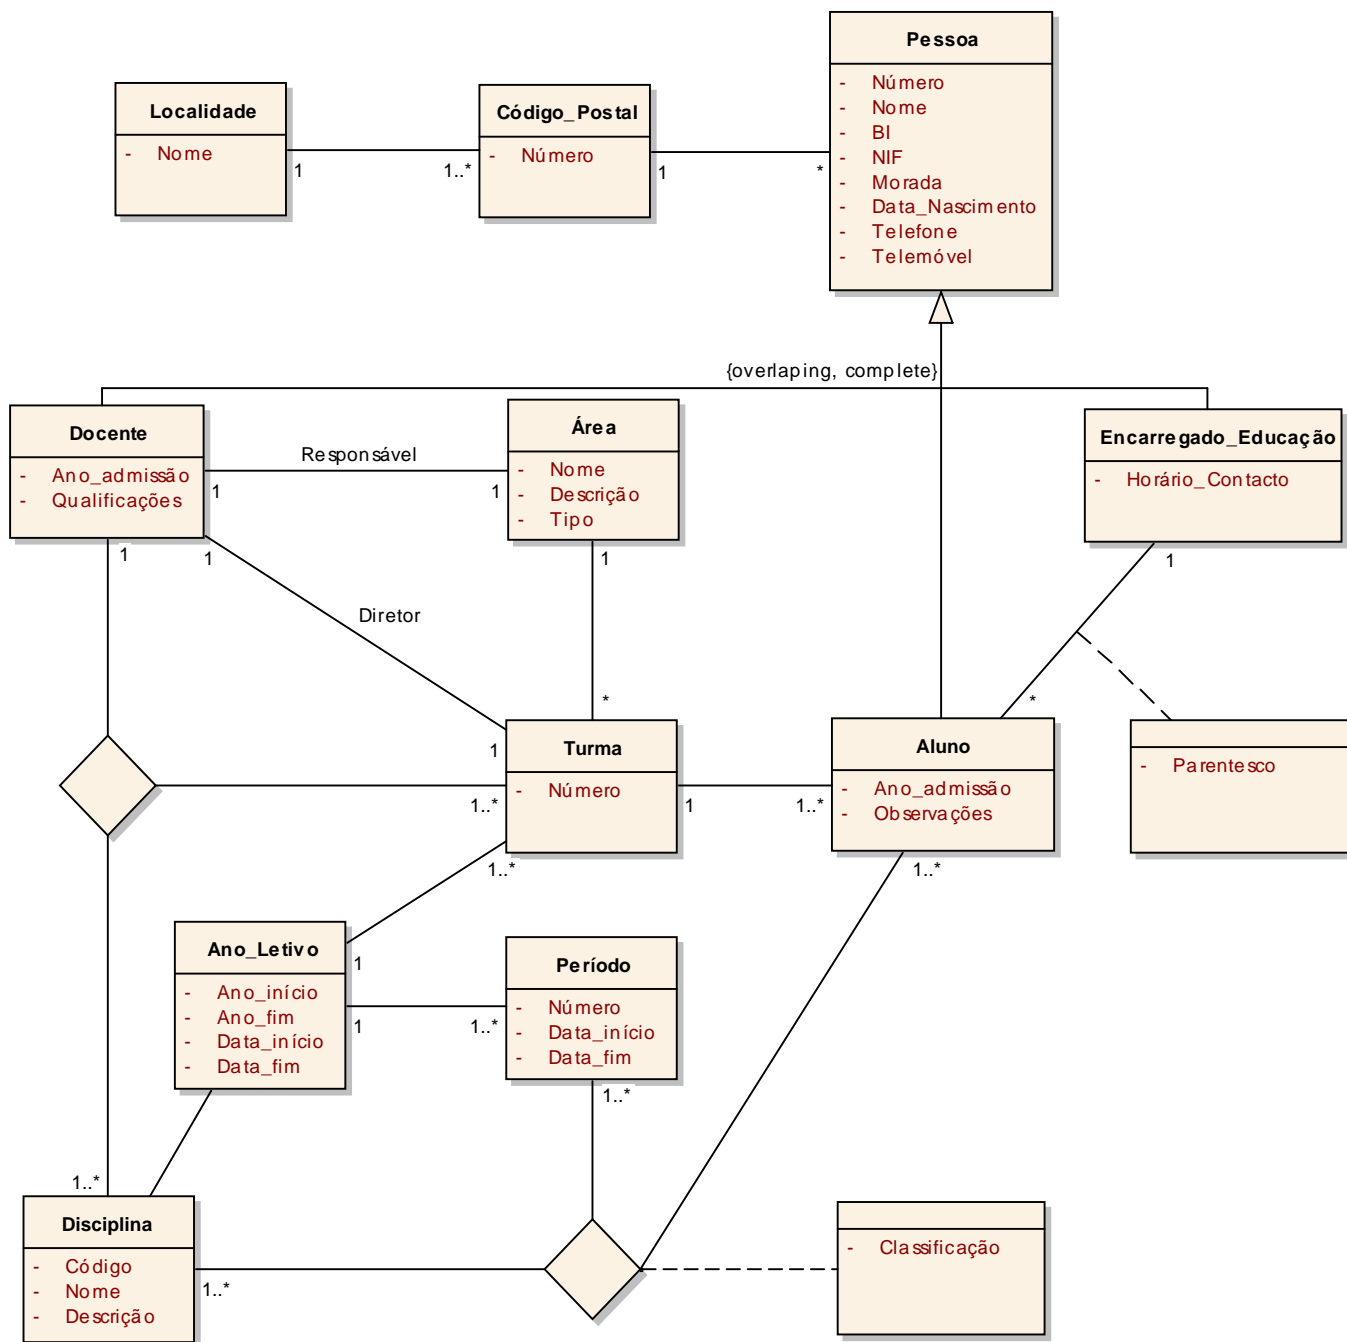 Pessoa
- Número
- Nome
- BI
- NIF
- Morada
- Data_Nascimento
- Telefone
- Telemóvel
Localidade
- Nome
Código_Postal
- Número
1
1..*
1
*
{overlaping, complete}
Docente
- Ano_admissão
- Qualificações
Responsável
1
1
Área
- Nome
- Descrição
- Tipo
Encarregado_Educação
- Horário_Contacto
1
1
1
1
Diretor
*
*
1
Turma
- Número
1..*
1
1..*
1..*
Aluno
- Ano_admissão
- Observações
1..*
- Parentesco
Ano_Letivo
- Ano_início
- Ano_fim
- Data_início
- Data_fim
1
1
1..*
Período
- Número
- Data_início
- Data_fim
1..*
1..*
Disciplina
- Código
- Nome
- Descrição
1..*
- Classificação